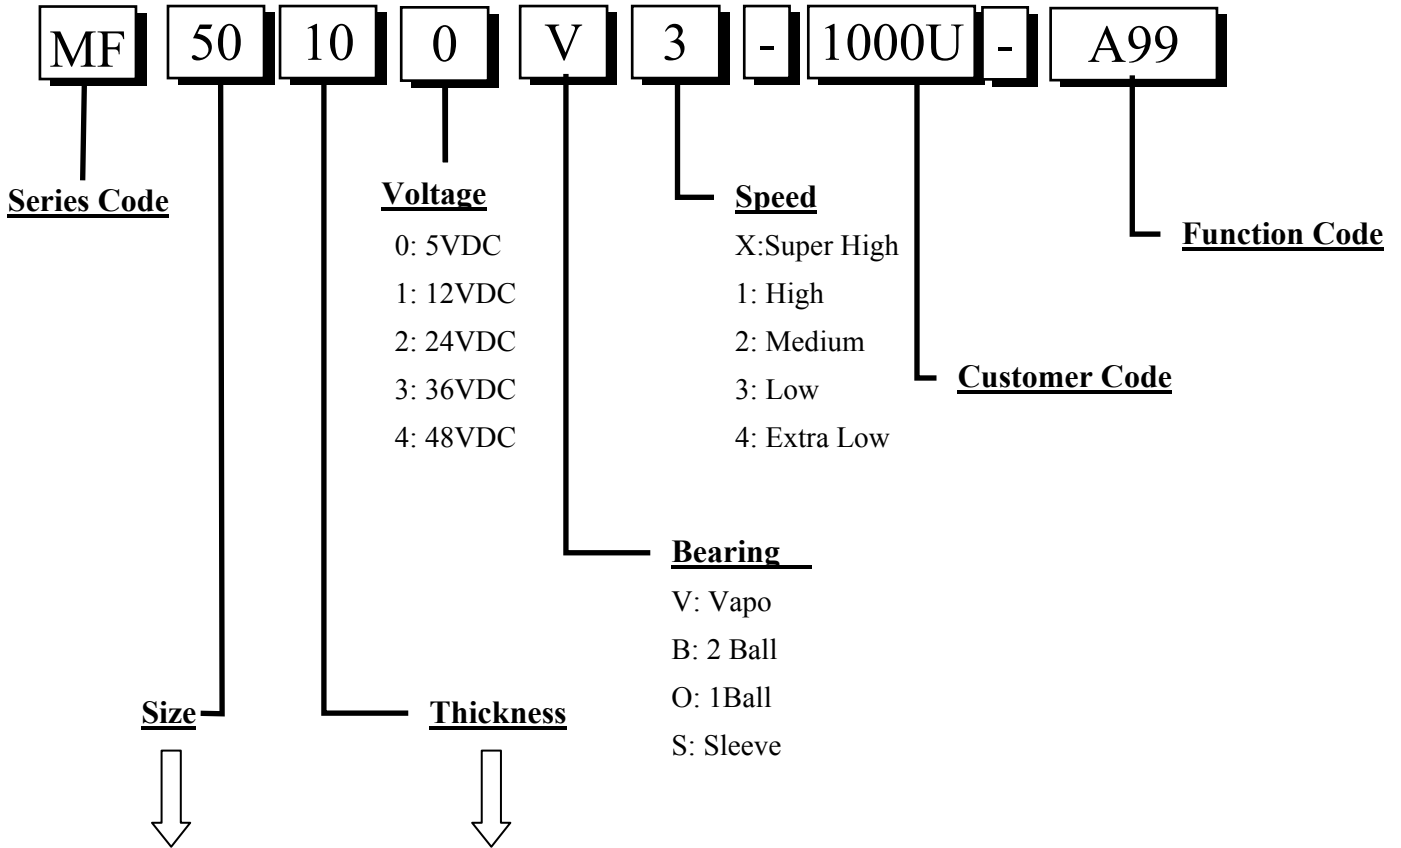 MF 50 10 0 V 3 - 1000U - A99
Series Code
Voltage
0: 5VDC
1: 12VDC
2: 24VDC
3: 36VDC
4: 48VDC
Speed
X:Super High
1: High
2: Medium
3: Low
4: Extra Low
Function Code
Customer Code
Bearing
V: Vapo
B: 2 Ball
O: 1Ball
S: Sleeve
Size
Thickness